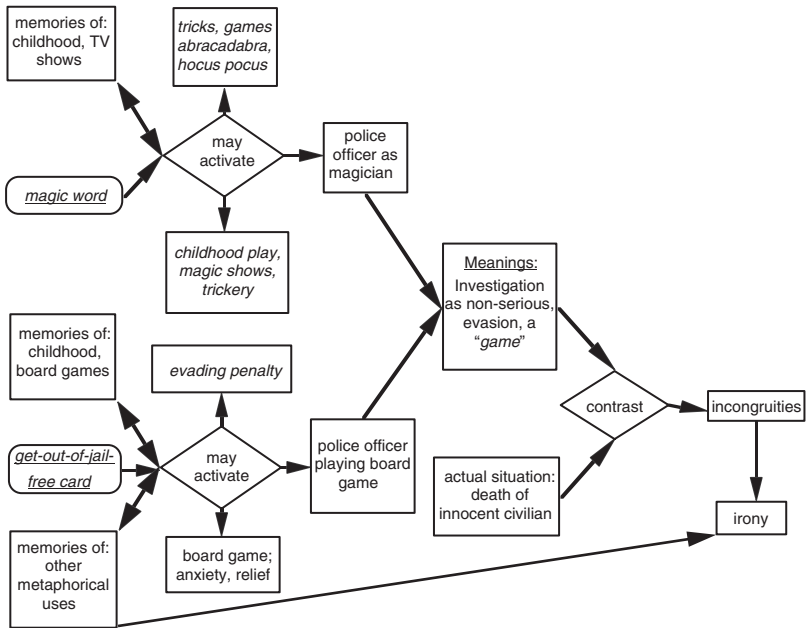 memories of:
childhood, TV
shows
tricks, games
abracadabra,
hocus pocus
may
activate
police
officer as
magician
magic word
childhood play,
magic shows,
trickery
Meanings:
Investigation
as non-serious,
evasion, a
“game”
memories of:
childhood,
board games
evading penalty
contrast
incongruities
get-out-of-jail-
free card
may
activate
police officer
playing board
game
actual situation:
death of
innocent civilian
irony
memories of:
other
metaphorical
uses
board game;
anxiety, relief